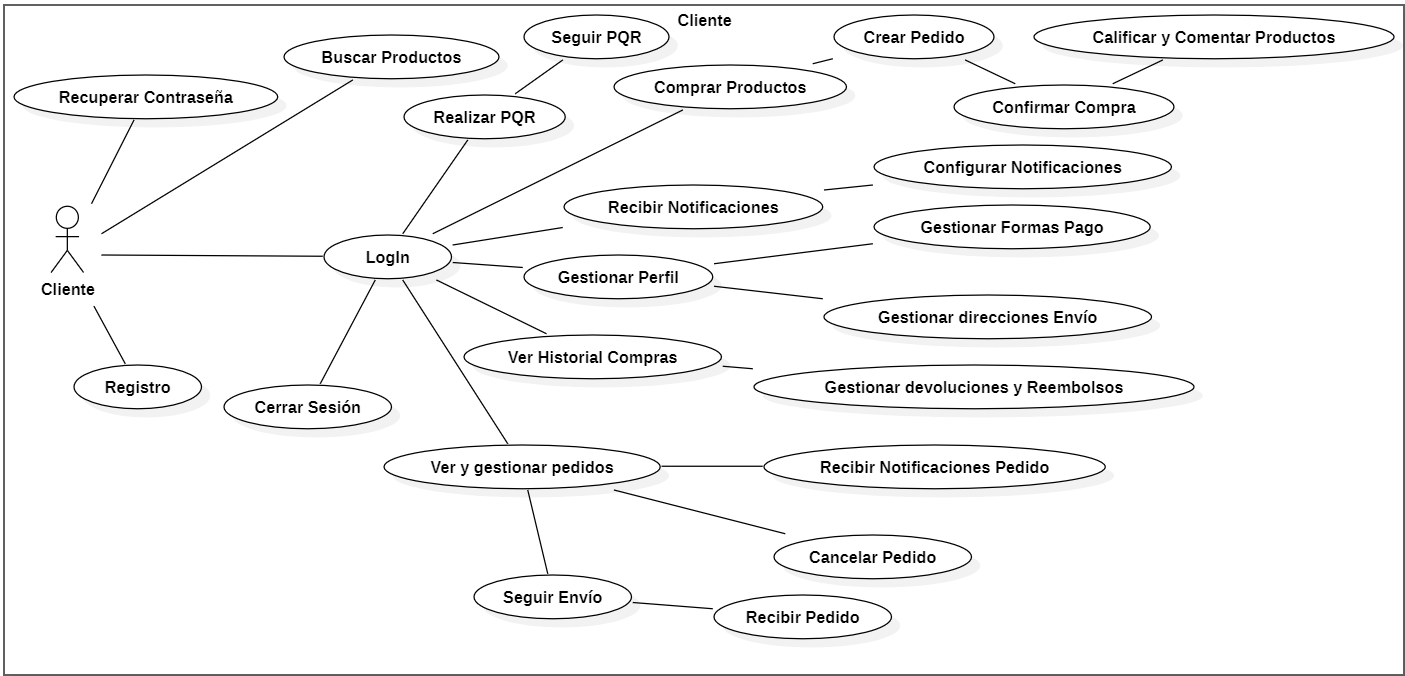 Cliente
Seguir PQR
Crear Pedido
Calificar y Comentar Productos
Buscar Productos
Recuperar Contraseña
Comprar Productos
Realizar PQR
Confirmar Compra
Configurar Notificaciones
Recibir Notificaciones
Gestionar Formas Pago
LogIn
Gestionar Perfil
Cliente
Gestionar direcciones Envío
Ver Historial Compras
Registro
Gestionar devoluciones y Reembolsos
Cerrar Sesión
Ver y gestionar pedidos
Recibir Notificaciones Pedido
Cancelar Pedido
Seguir Envío
Recibir Pedido